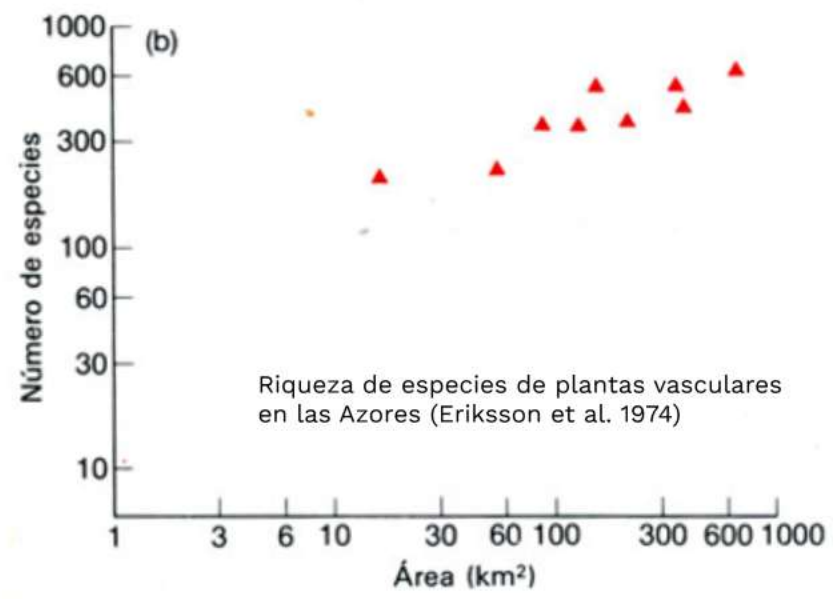 (b)
Número de especies
1000
600
300
100
60
30
10
Riqueza de especies de plantas vasculares
en las Azores (Eriksson et al. 1974)
1 3 6 10 30 60 100 300 600 1000
Área (km²)